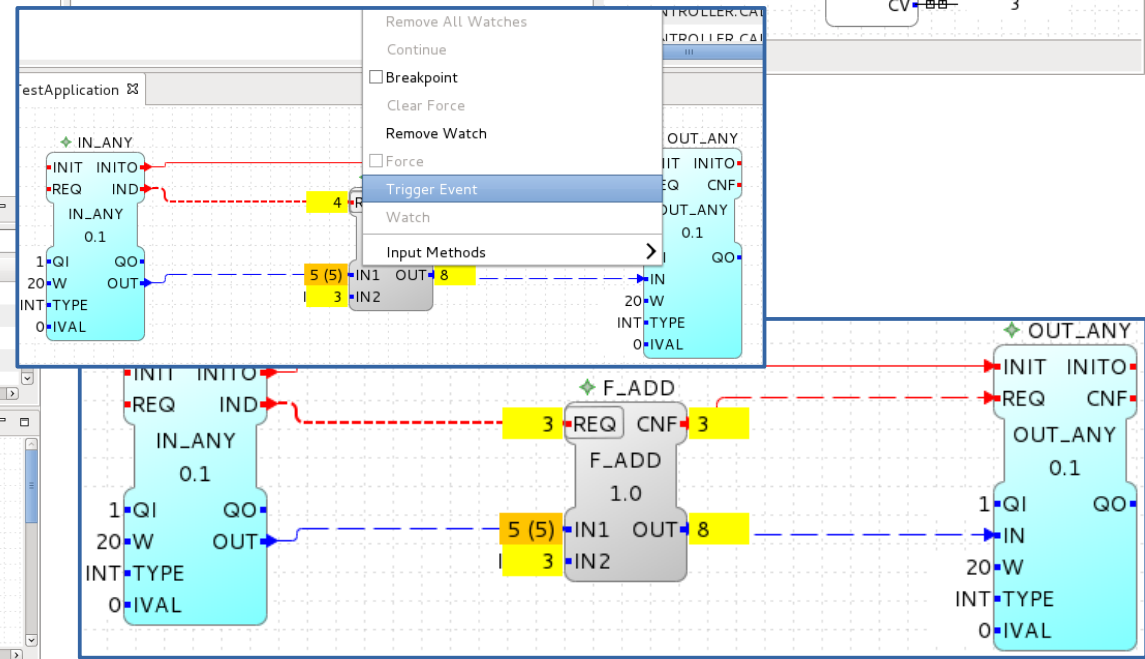 CV 3
Remove All Watches
Continue
Breakpoint
Clear Force
Remove Watch
Force
Trigger Event
Watch
Input Methods
NTROLLER.CAL
TROLLER.CAL
estApplication
IN_ANY
INIT INITO
REQ IND
IN_ANY
0.1
1 QI QO
20 W OUT
INT TYPE
0 IVAL
4 R
5 (5) IN1 OUT 8
3 IN2
OUT_ANY
IT INITO
EQ CNF
OUT_ANY
0.1
I QO
IN
20 W
INT TYPE
0 IVAL
INIT INITO
REQ IND
IN_ANY
0.1
1 QI QO
20 W OUT
INT TYPE
0 IVAL
F_ADD
3 REQ CNF 3
F_ADD
1.0
5 (5) IN1 OUT 8
3 IN2
OUT_ANY
INIT INITO
REQ CNF
OUT_ANY
0.1
1 QI QO
IN
20 W
INT TYPE
0 IVAL